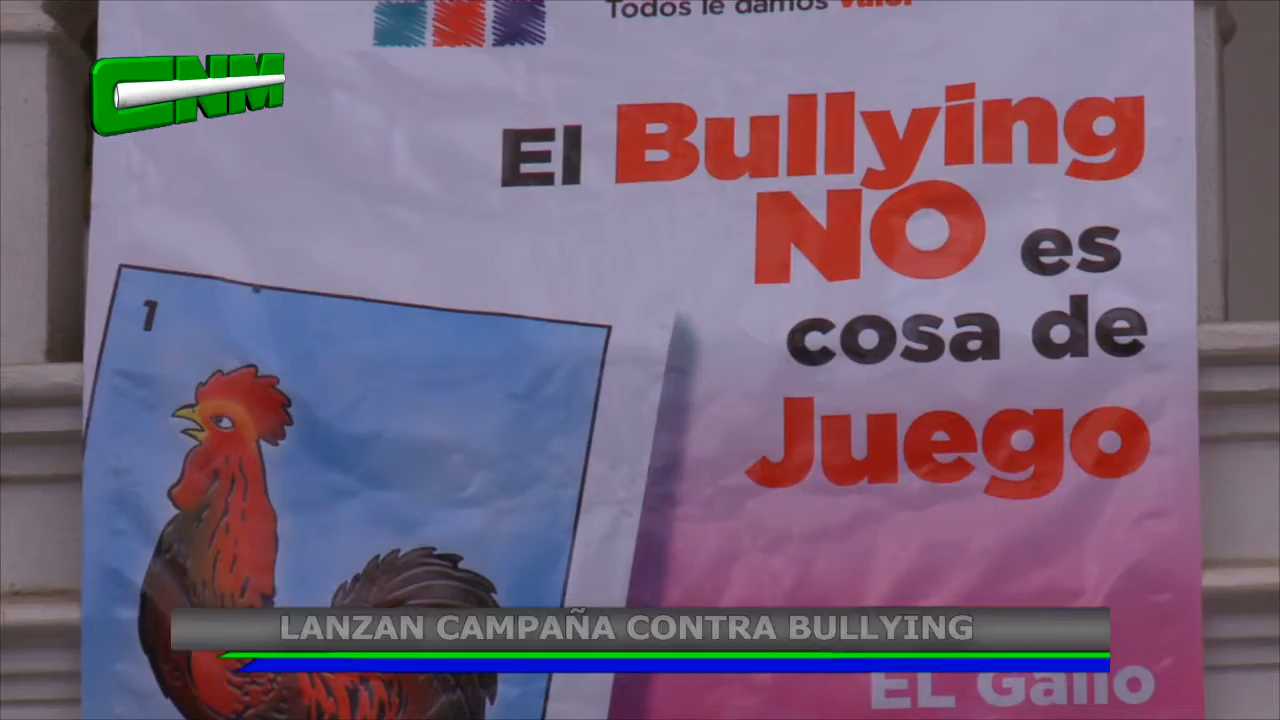 Todos le damos valor
CNM
El Bullying
NO es
cosa de
Juego
1
LANZAN CAMPAÑA CONTRA BULLYING
EL Gallo